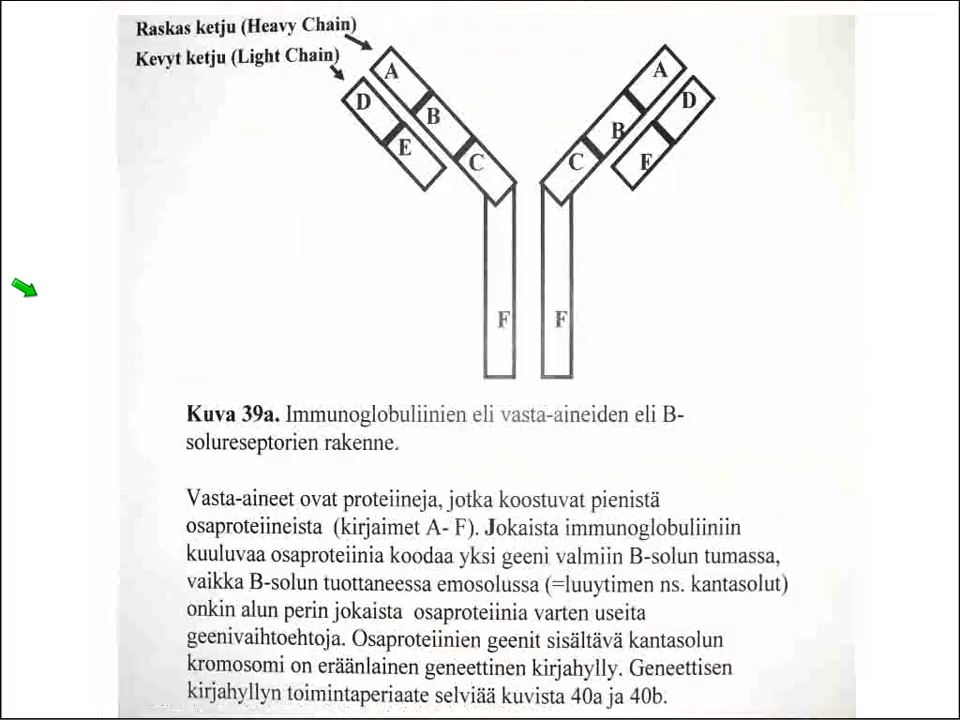 Raskas ketju (Heavy Chain)
Kevyt ketju (Light Chain)
A
A
D
D
B
B
E
C
C
F
F
F
Kuva 39a. Immunoglobuliinien eli vasta-aineiden eli B-
solureseptorien rakenne.
Vasta-aineet ovat proteiineja, jotka koostuvat pienistä
osaproteiineista (kirjaimet A- F). Jokaista immunoglobuliiniin
kuuluvaa osaproteiinia koodaa yksi geeni valmiin B-solun tumassa,
vaikka B-solun tuottaneessa emosolussa (=luuytimen ns. kantasolut)
onkin alun perin jokaista osaproteiinia varten useita
geenivaihtoehtoja. Osaproteiinien geenit sisältävä kantasolun
kromosomi on eräänlainen geneettinen kirjahylly. Geneettisen
kirjahyllyn toimintaperiaate selviää kuvista 40a ja 40b.